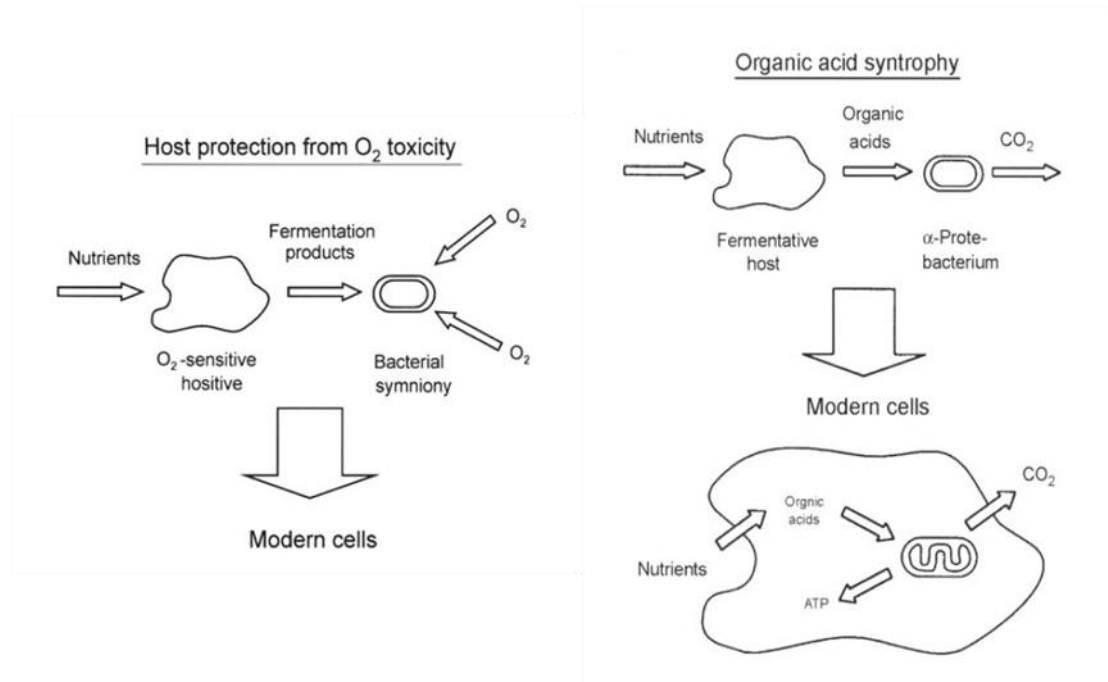 Host protection from O₂ toxicity
Nutrients
Fermentation
products
O₂
O₂
O₂-sensitive
hositive
Bacterial
symniony
Modern cells
Organic acid syntrophy
Nutrients
Organic
acids
CO₂
Fermentative
host
α-Prote-
bacterium
Modern cells
Nutrients
Orgnic
acids
ATP
CO₂